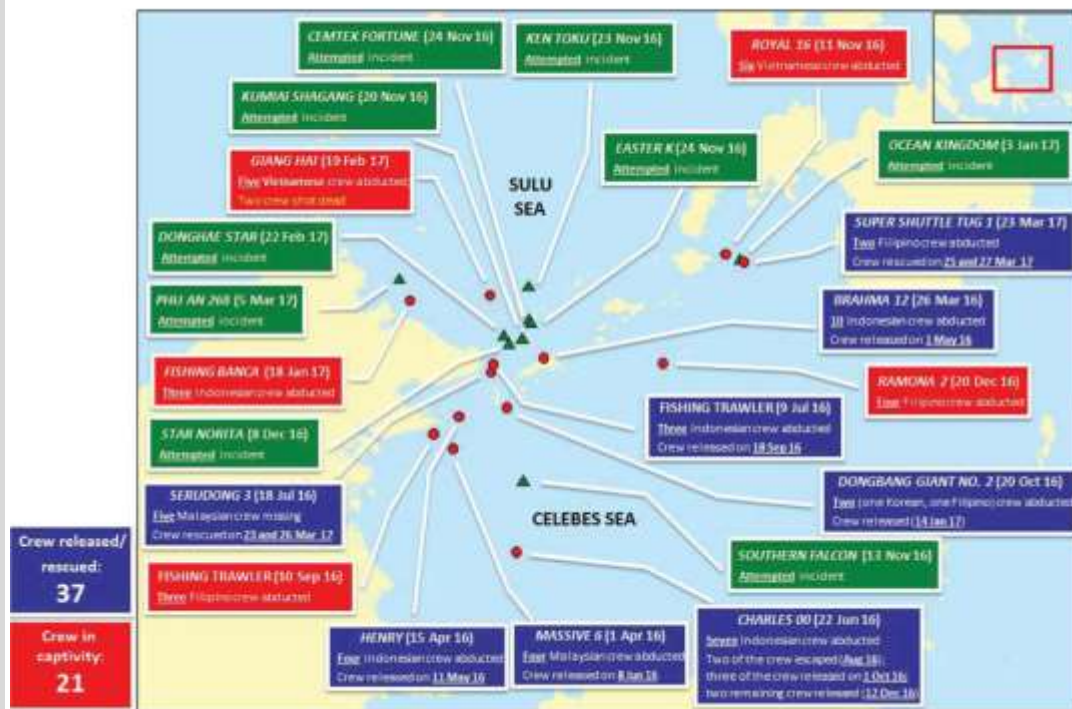 CEMTEX FORTUNE (24 Nov 16)
Attempted incident
KEN TOKU (23 Nov 16)
Attempted incident
ROYAL 16 (11 Nov 16)
Six Vietnamese crew abducted
KUMIAI SHAGANG (20 Nov 16)
Attempted incident
EASTER K (24 Nov 16)
Attempted incident
OCEAN KINGDOM (3 Jan 17)
Attempted incident
GIANG HAI (19 Feb 17)
Five Vietnamese crew abducted,
Two crew shot dead
SULU
SEA
SUPER SHUTTLE TUG 1 (23 Mar 17)
Two Filipino crew abducted
Crew rescued on 25 and 27 Mar 17
DONGHAE STAR (22 Feb 17)
Attempted incident
PHU AN 268 (5 Mar 17)
Attempted incident
BRAHMA 12 (26 Mar 16)
10 Indonesian crew abducted
Crew released on 1 May 16
FISHING BANCA (18 Jan 17)
Three Indonesian crew abducted
RAMONA 2 (20 Dec 16)
Four Filipino crew abducted
FISHING TRAWLER (9 Jul 16)
Three Indonesian crew abducted
Crew released on 18 Sep 16
STAR NORITA (8 Dec 16)
Attempted incident
DONGBANG GIANT NO. 2 (20 Oct 16)
Two (one Korean, one Filipino) crew abducted
Crew released (14 Jan 17)
SERUDONG 3 (18 Jul 16)
Five Malaysian crew missing
Crew rescued on 23 and 26 Mar 17
CELEBES SEA
SOUTHERN FALCON (13 Nov 16)
Attempted incident
Crew released/
rescued:
37
FISHING TRAWLER (10 Sep 16)
Three Filipino crew abducted
Crew in
captivity:
21
HENRY (15 Apr 16)
Four Indonesian crew abducted
Crew released on 11 May 16
MASSIVE 6 (1 Apr 16)
Four Malaysian crew abducted
Crew released on 8 Jun 16
CHARLES 00 (22 Jun 16)
Seven Indonesian crew abducted
Two of the crew escaped (Aug 16);
three of the crew released on 1 Oct 16;
two remaining crew released (12 Dec 16)